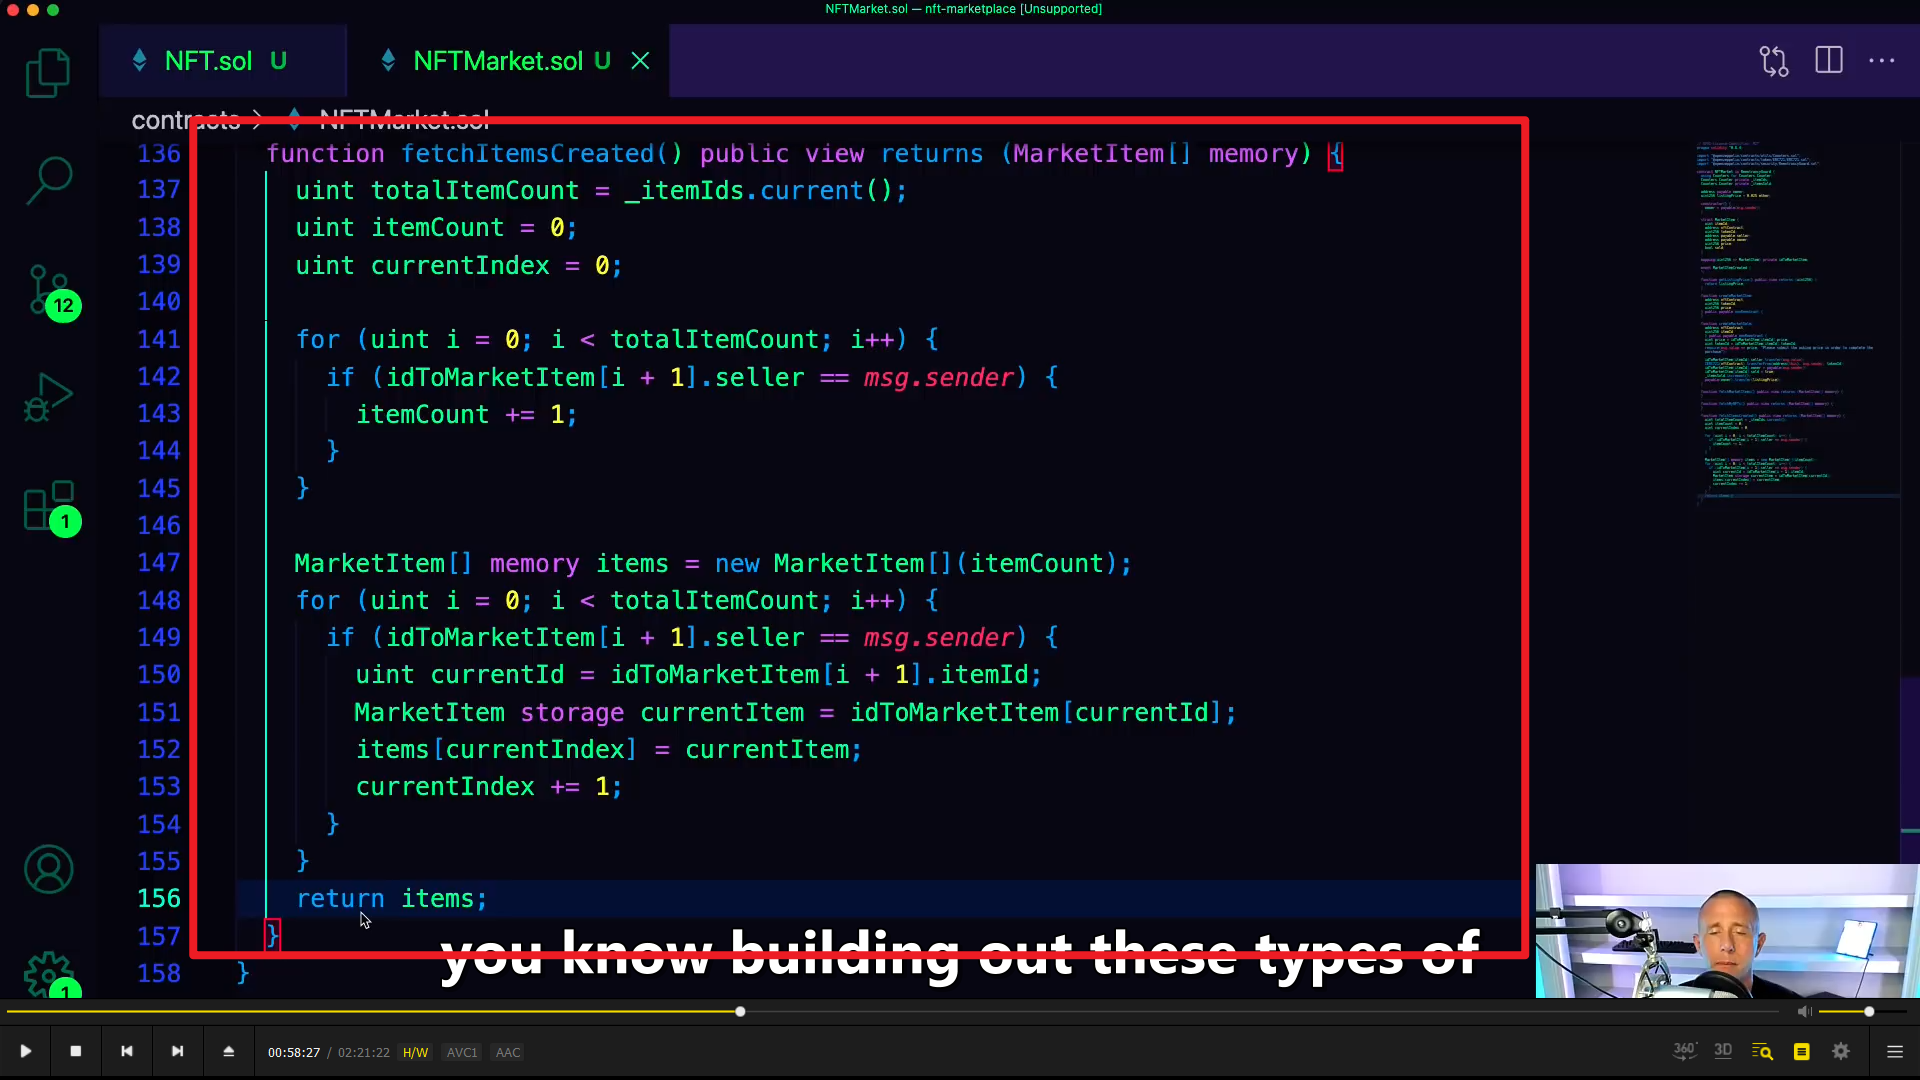 NFTMarket.sol — nft-marketplace [Unsupported]
NFT.sol U
NFTMarket.sol U
contracts > NFTMarket.sol
136 function fetchItemsCreated() public view returns (MarketItem[] memory) {
137 uint totalItemCount = _itemIds.current();
138 uint itemCount = 0;
139 uint currentIndex = 0;
140
141 for (uint i = 0; i < totalItemCount; i++) {
142 if (idToMarketItem[i + 1].seller == msg.sender) {
143 itemCount += 1;
144 }
145 }
146
147 MarketItem[] memory items = new MarketItem[](itemCount);
148 for (uint i = 0; i < totalItemCount; i++) {
149 if (idToMarketItem[i + 1].seller == msg.sender) {
150 uint currentId = idToMarketItem[i + 1].itemId;
151 MarketItem storage currentItem = idToMarketItem[currentId];
152 items[currentIndex] = currentItem;
153 currentIndex += 1;
154 }
155 }
156 return items;
157 }
158 }
12
1
1
you know building out these types of
00:58:27 / 02:21:22 H/W AVC1 AAC
360° 3D